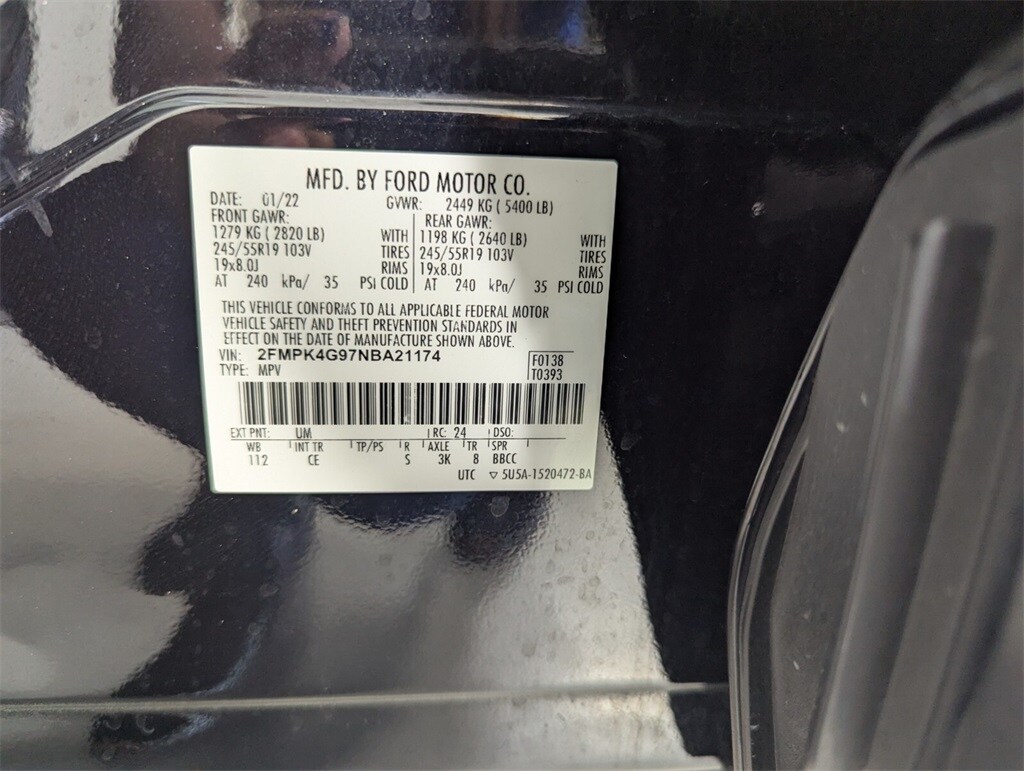 MFD. BY FORD MOTOR CO.
DATE: 01/22 GVWR: 2449 KG ( 5400 LB)
FRONT GAWR: REAR GAWR:
1279 KG ( 2820 LB) WITH 1198 KG ( 2640 LB) WITH
245/55R19 103V TIRES 245/55R19 103V TIRES
19x8.0J RIMS 19x8.0J RIMS
AT 240 kPa/ 35 PSI COLD AT 240 kPa/ 35 PSI COLD
THIS VEHICLE CONFORMS TO ALL APPLICABLE FEDERAL MOTOR
VEHICLE SAFETY AND THEFT PREVENTION STANDARDS IN
EFFECT ON THE DATE OF MANUFACTURE SHOWN ABOVE.
VIN: 2FMPK4G97NBA21174 F0138
TYPE: MPV T0393
EXT PNT: UM RC: 24 DSO:
WB INT TR TP/PS R AXLE TR SPR
112 CE S 3K 8 BBCC
UTC ▽ 5U5A-1520472-BA